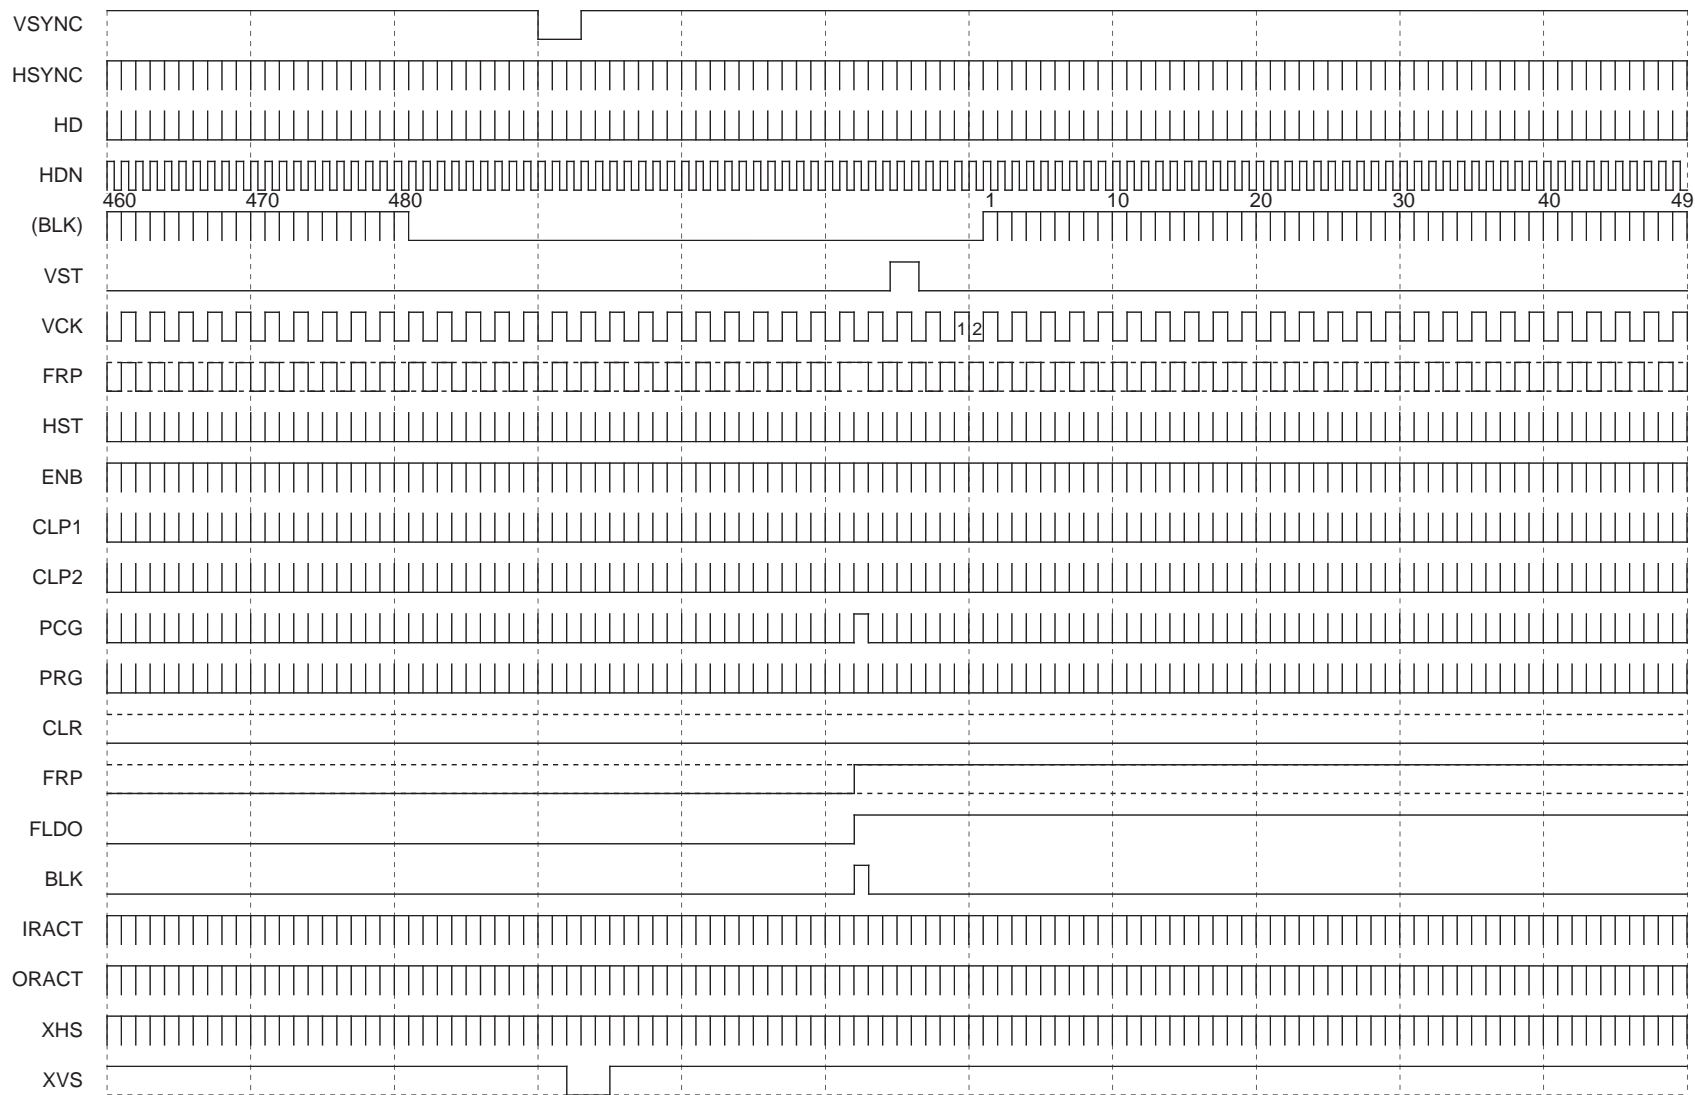 VSYNC
HSYNC
HD
HDN
460 470 480 1 10 20 30 40 49
(BLK)
VST
VCK
1 2
FRP
HST
ENB
CLP1
CLP2
PCG
PRG
CLR
FRP
FLDO
BLK
IRACT
ORACT
XHS
XVS